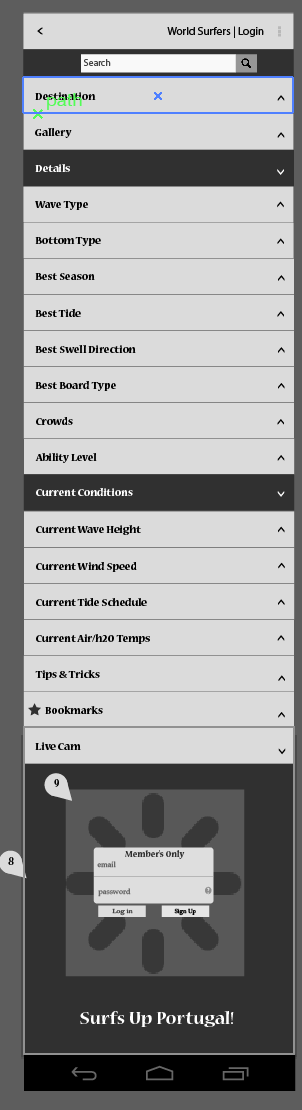 World Surfers | Login
Search
Destination
path
Gallery
Details
Wave Type
Bottom Type
Best Season
Best Tide
Best Swell Direction
Best Board Type
Crowds
Ability Level
Current Conditions
Current Wave Height
Current Wind Speed
Current Tide Schedule
Current Air/h20 Temps
Tips & Tricks
Bookmarks
Live Cam
9
8
Member's Only
email
password
?
Log in Sign Up
Surfs Up Portugal!